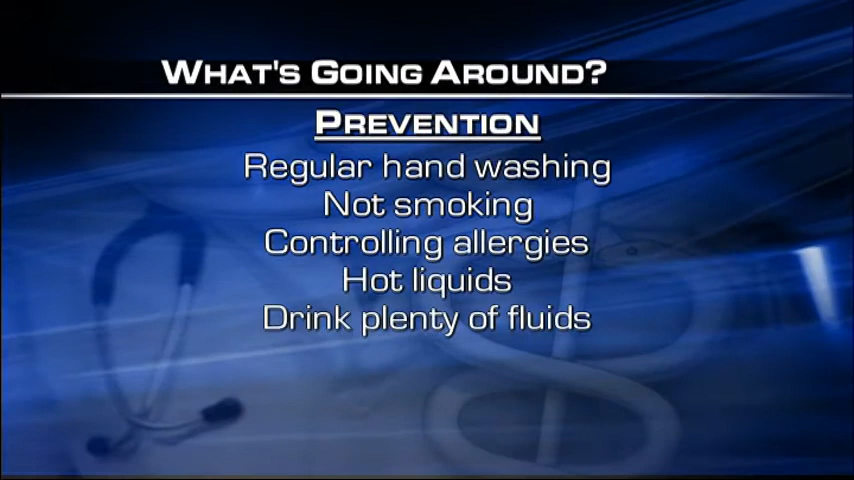 WHAT'S GOING AROUND?
PREVENTION
Regular hand washing
Not smoking
Controlling allergies
Hot liquids
Drink plenty of fluids